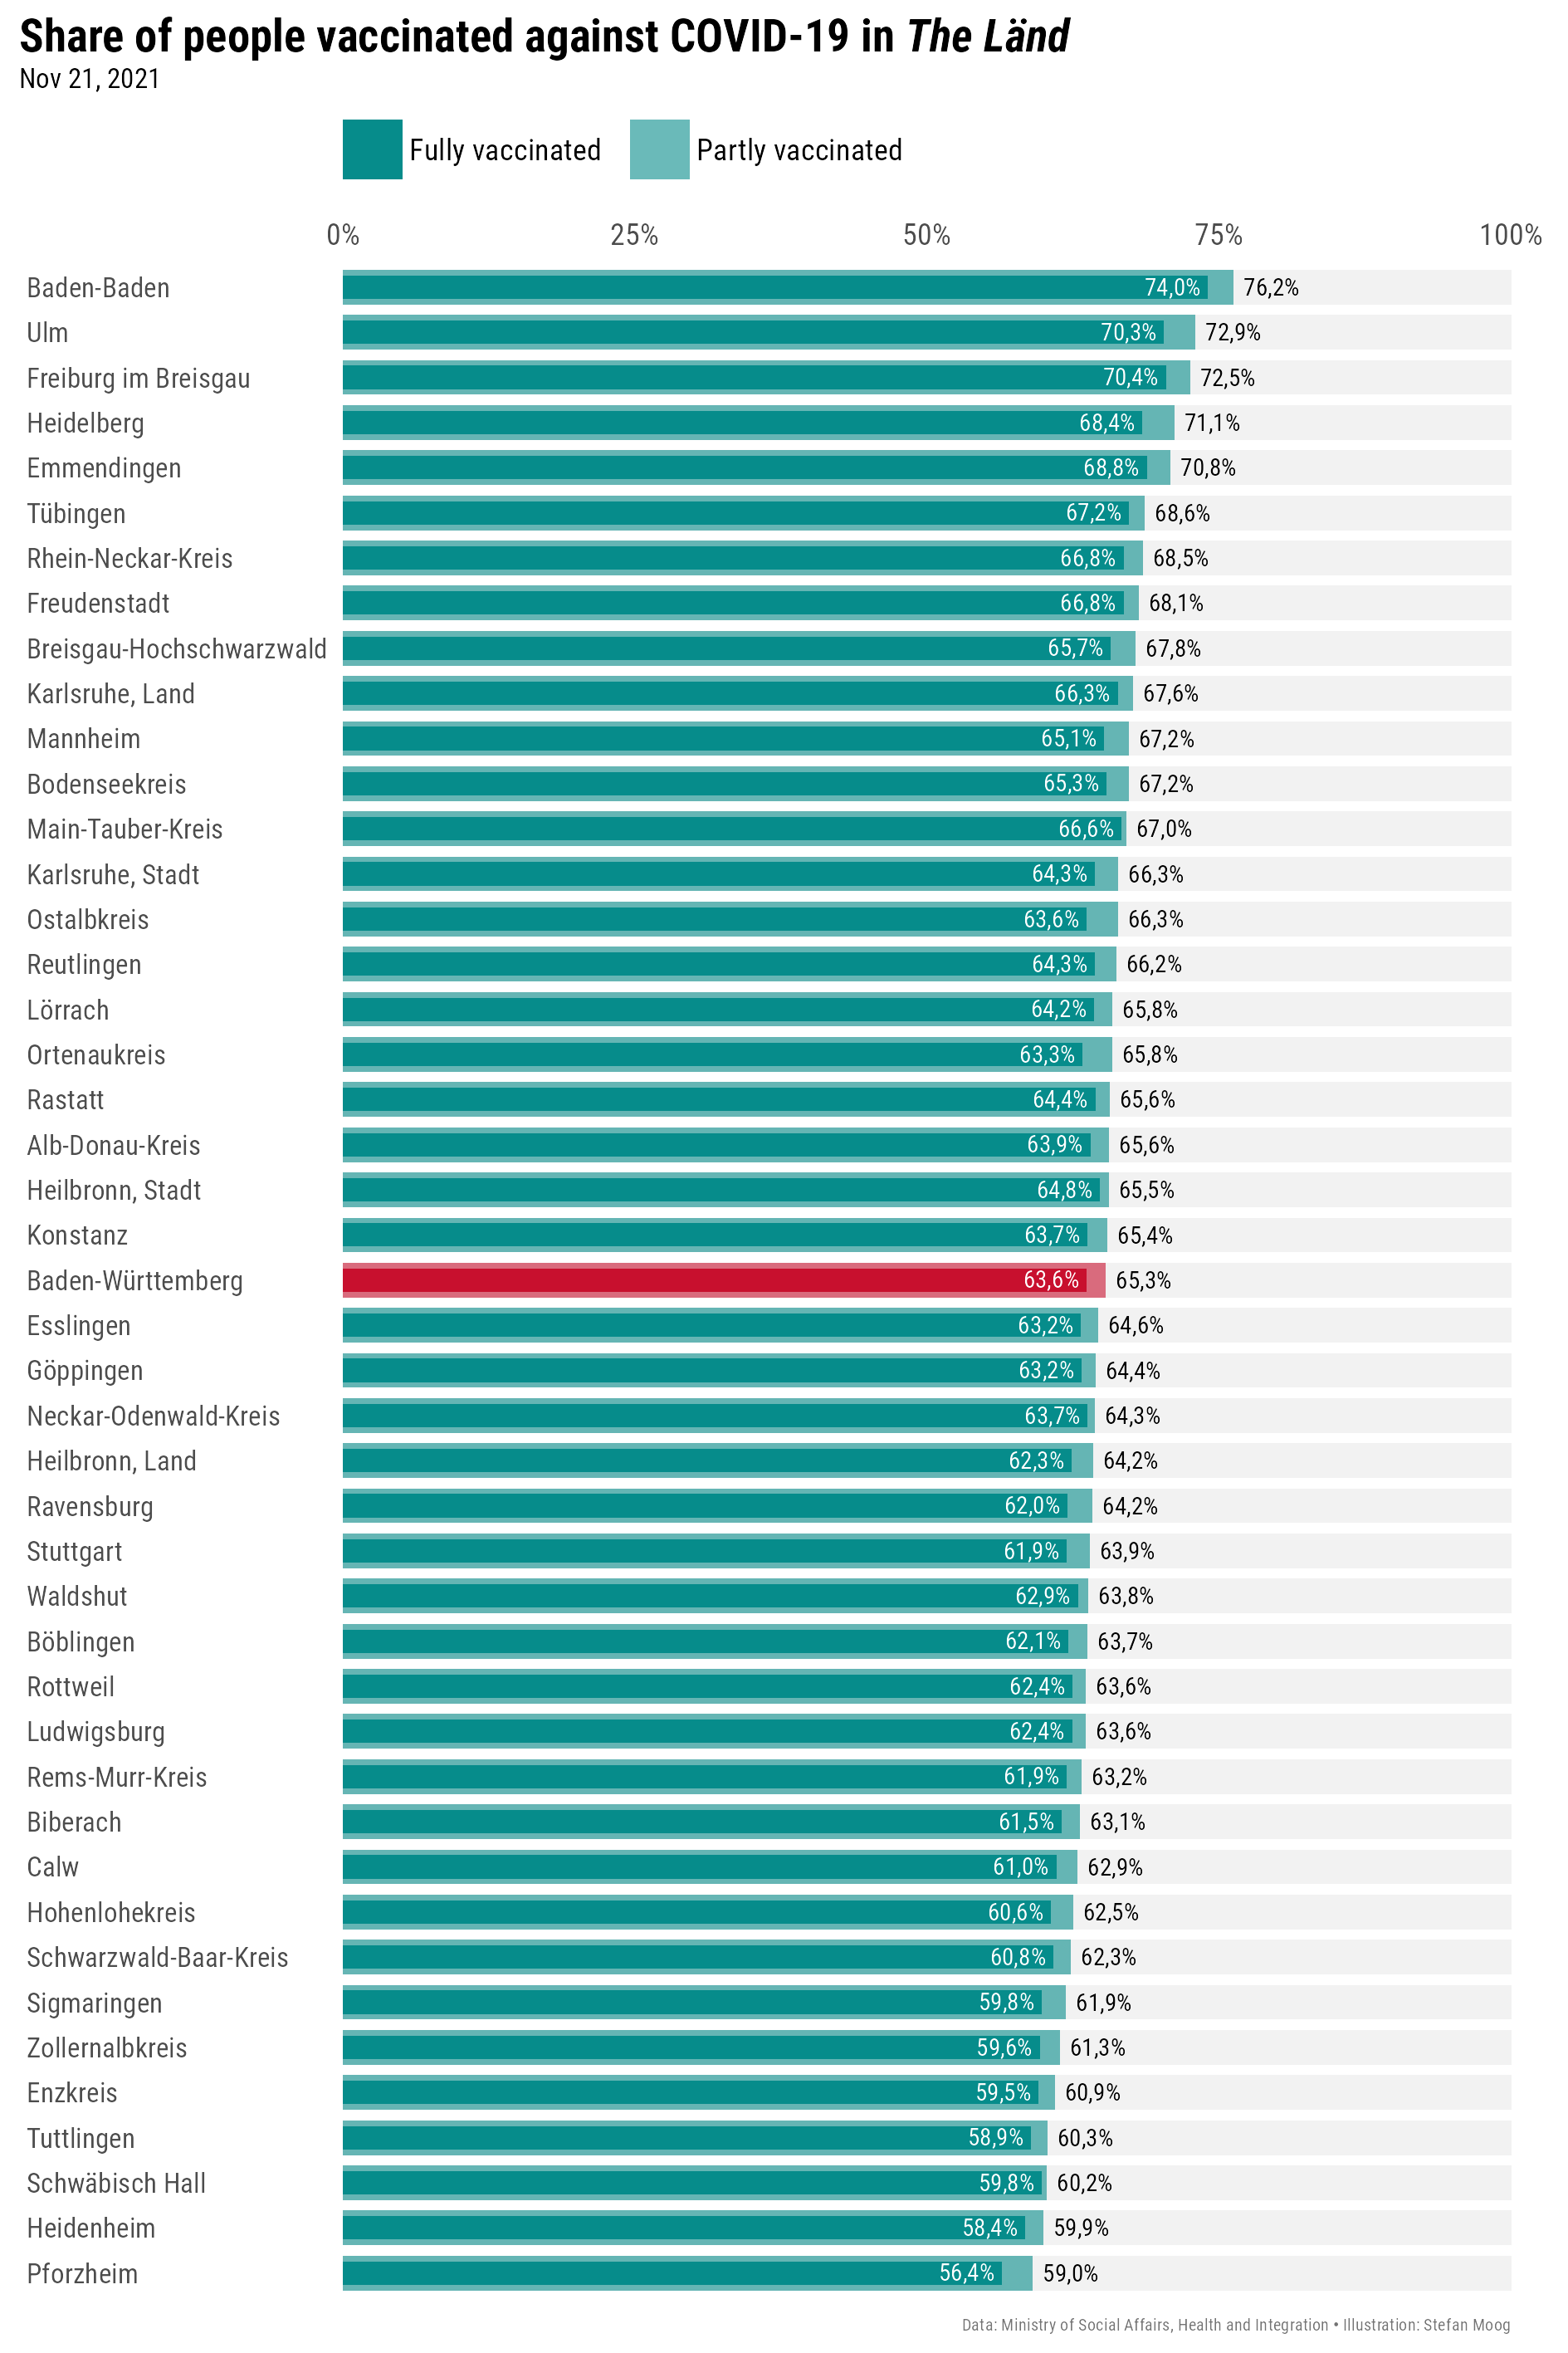 Share of people vaccinated against COVID-19 in The Länd
Nov 21, 2021
Fully vaccinated Partly vaccinated
0% 25% 50% 75% 100%
Baden-Baden 74,0% 76,2%
Ulm 70,3% 72,9%
Freiburg im Breisgau 70,4% 72,5%
Heidelberg 68,4% 71,1%
Emmendingen 68,8% 70,8%
Tübingen 67,2% 68,6%
Rhein-Neckar-Kreis 66,8% 68,5%
Freudenstadt 66,8% 68,1%
Breisgau-Hochschwarzwald 65,7% 67,8%
Karlsruhe, Land 66,3% 67,6%
Mannheim 65,1% 67,2%
Bodenseekreis 65,3% 67,2%
Main-Tauber-Kreis 66,6% 67,0%
Karlsruhe, Stadt 64,3% 66,3%
Ostalbkreis 63,6% 66,3%
Reutlingen 64,3% 66,2%
Lörrach 64,2% 65,8%
Ortenaukreis 63,3% 65,8%
Rastatt 64,4% 65,6%
Alb-Donau-Kreis 63,9% 65,6%
Heilbronn, Stadt 64,8% 65,5%
Konstanz 63,7% 65,4%
Baden-Württemberg 63,6% 65,3%
Esslingen 63,2% 64,6%
Göppingen 63,2% 64,4%
Neckar-Odenwald-Kreis 63,7% 64,3%
Heilbronn, Land 62,3% 64,2%
Ravensburg 62,0% 64,2%
Stuttgart 61,9% 63,9%
Waldshut 62,9% 63,8%
Böblingen 62,1% 63,7%
Rottweil 62,4% 63,6%
Ludwigsburg 62,4% 63,6%
Rems-Murr-Kreis 61,9% 63,2%
Biberach 61,5% 63,1%
Calw 61,0% 62,9%
Hohenlohekreis 60,6% 62,5%
Schwarzwald-Baar-Kreis 60,8% 62,3%
Sigmaringen 59,8% 61,9%
Zollernalbkreis 59,6% 61,3%
Enzkreis 59,5% 60,9%
Tuttlingen 58,9% 60,3%
Schwäbisch Hall 59,8% 60,2%
Heidenheim 58,4% 59,9%
Pforzheim 56,4% 59,0%
Data: Ministry of Social Affairs, Health and Integration • Illustration: Stefan Moog